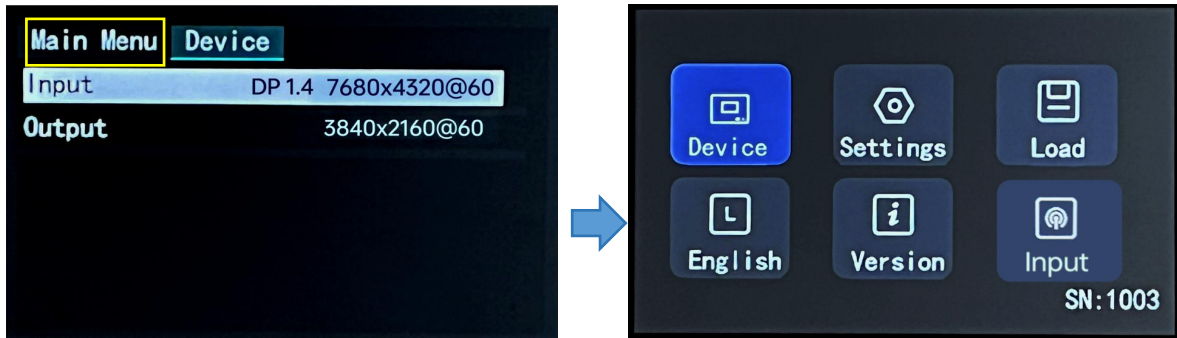 Main Menu Device
Input DP 1.4 7680x4320@60
Output 3840x2160@60
Device Settings Load
L English i Version Input
SN:1003